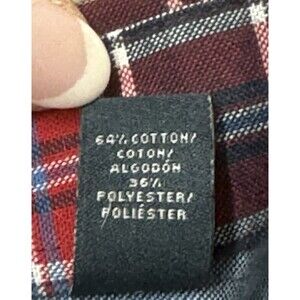 64% COTTON/
COTON/
ALGODÓN
36%
POLYESTER/
POLIÉSTER